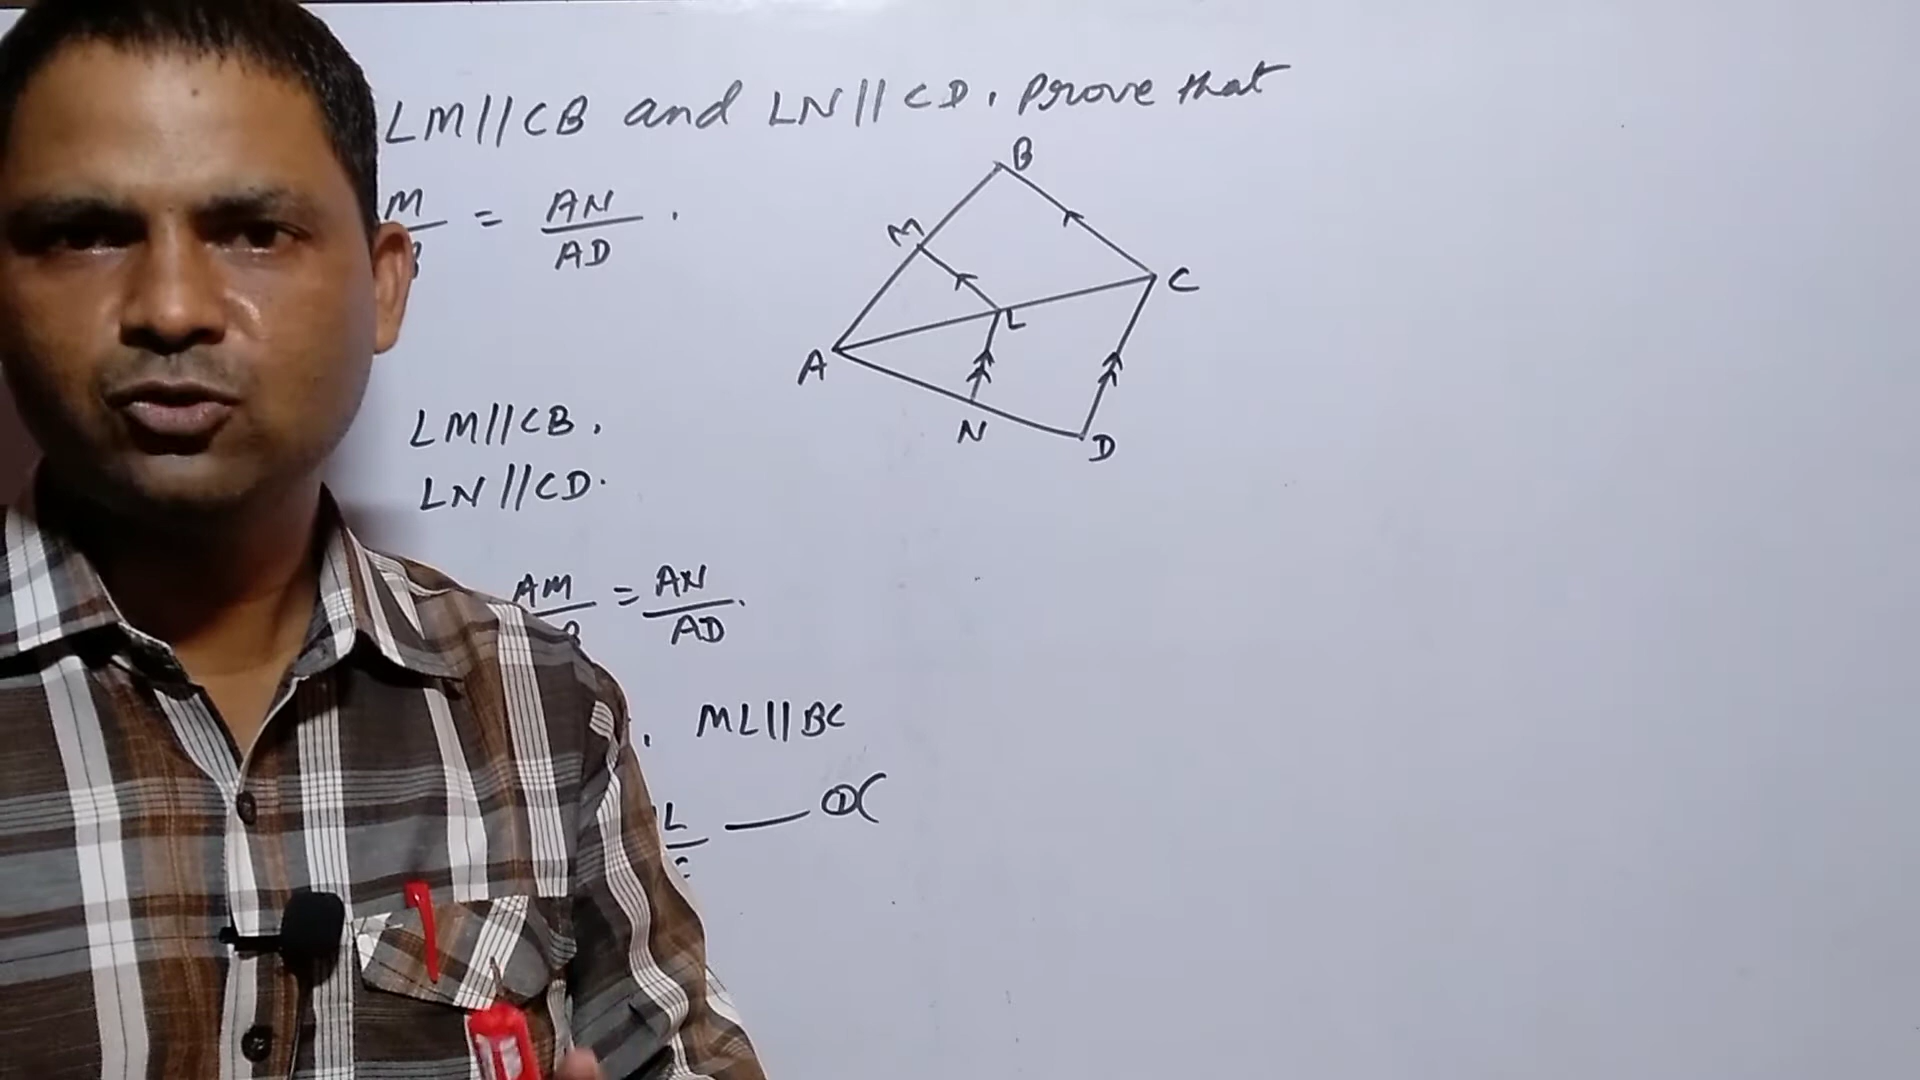 LM//CB and LN//CD. Prove that
M = AN/AD.
B
M
C
L
A
N
D
LM//CB.
LN//CD.
AM = AN/AD.
ML||BC
L — ①